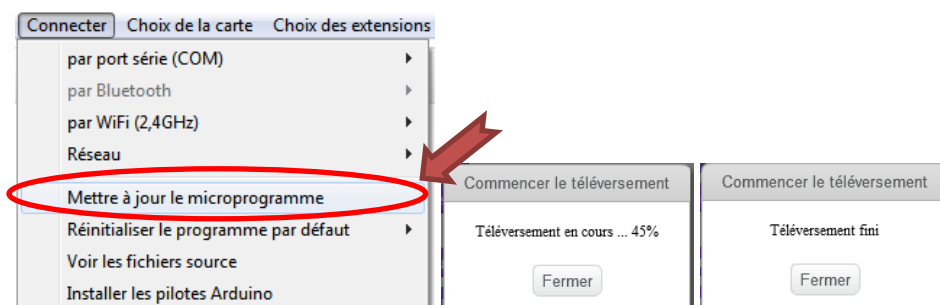 Connecter Choix de la carte Choix des extensions
par port série (COM)
par Bluetooth
par WiFi (2,4GHz)
Réseau
Mettre à jour le microprogramme
Réinitialiser le programme par défaut
Voir les fichiers source
Installer les pilotes Arduino
Commencer le téléversement
Téléversement en cours ... 45%
Fermer
Commencer le téléversement
Téléversement fini
Fermer